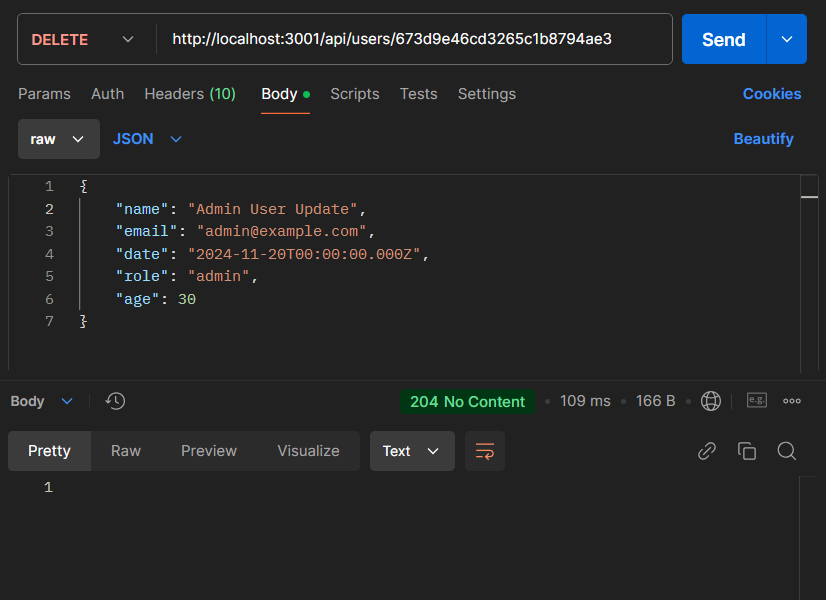 DELETE http://localhost:3001/api/users/673d9e46cd3265c1b8794ae3 Send
Params Auth Headers (10) Body Scripts Tests Settings Cookies
raw JSON Beautify
1 {
2 "name": "Admin User Update",
3 "email": "admin@example.com",
4 "date": "2024-11-20T00:00:00.000Z",
5 "role": "admin",
6 "age": 30
7 }
Body 204 No Content • 109 ms • 166 B • e.g.
Pretty Raw Preview Visualize Text
1